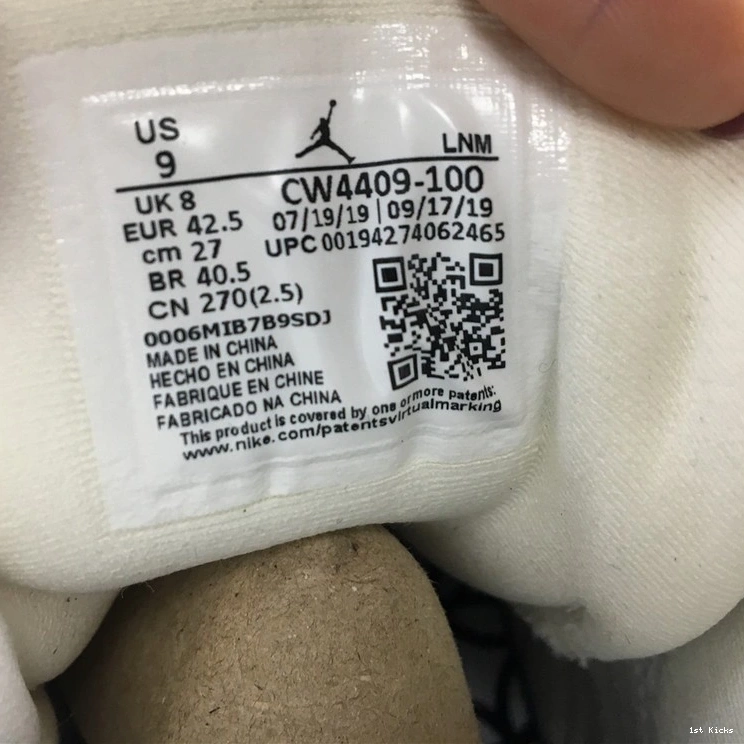 US
9
LNM
UK 8
EUR 42.5
cm 27
BR 40.5
CN 270(2.5)
CW4409-100
07/19/19 | 09/17/19
UPC 00194274062465
0006MIB7B9SDJ
MADE IN CHINA
HECHO EN CHINA
FABRIQUE EN CHINE
FABRICADO NA CHINA
This product is covered by one or more patents:
www.nike.com/patentsvirtualmarking
1st Kicks